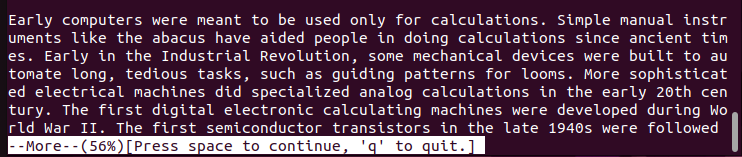 Early computers were meant to be used only for calculations. Simple manual instr
uments like the abacus have aided people in doing calculations since ancient tim
es. Early in the Industrial Revolution, some mechanical devices were built to au
tomate long, tedious tasks, such as guiding patterns for looms. More sophisticat
ed electrical machines did specialized analog calculations in the early 20th cen
tury. The first digital electronic calculating machines were developed during Wo
rld War II. The first semiconductor transistors in the late 1940s were followed
--More--(56%)[Press space to continue, 'q' to quit.]